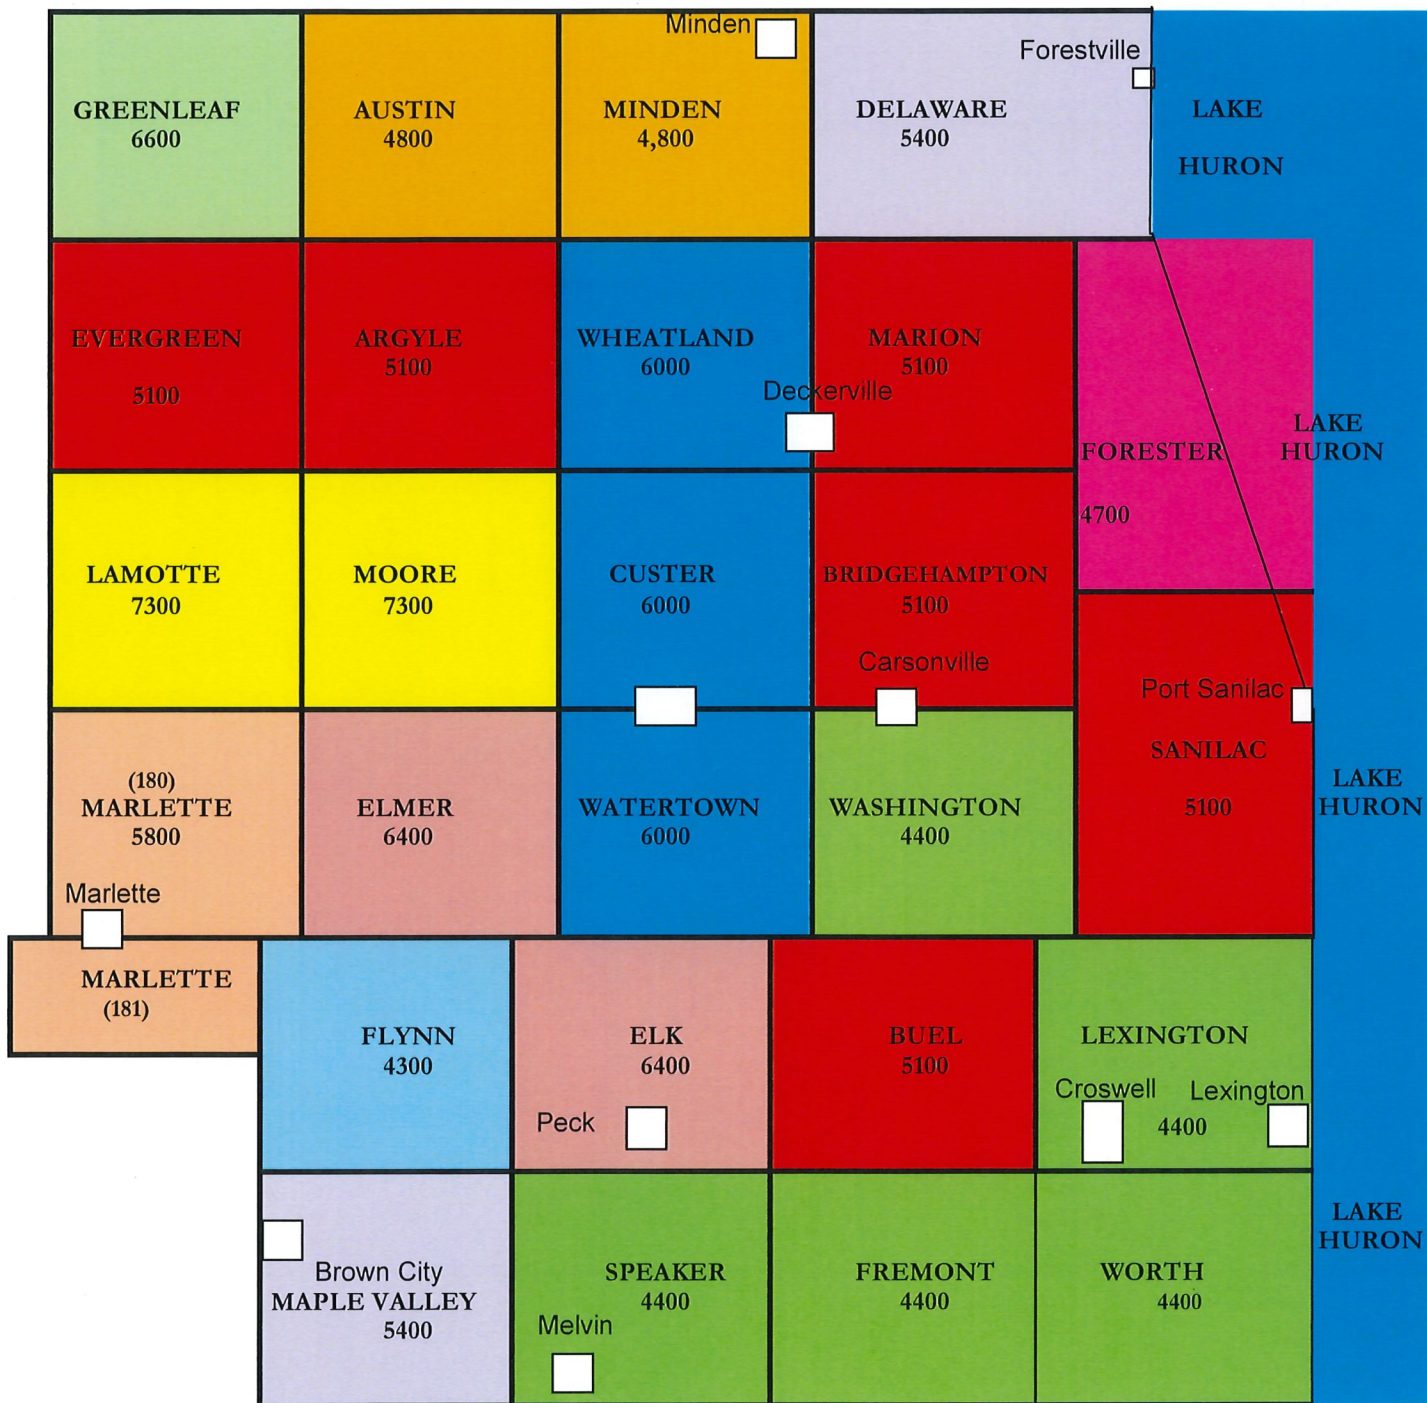 Minden
Forestville
GREENLEAF
6600
AUSTIN
4800
MINDEN
4,800
DELAWARE
5400
LAKE
HURON
EVERGREEN
5100
ARGYLE
5100
WHEATLAND
6000
MARION
5100
Deckerville
FORESTER
4700
LAKE
HURON
LAMOTTE
7300
MOORE
7300
CUSTER
6000
BRIDGEHAMPTON
5100
Carsonville
Port Sanilac
SANILAC
5100
(180)
MARLETTE
5800
Marlette
ELMER
6400
WATERTOWN
6000
WASHINGTON
4400
LAKE
HURON
MARLETTE
(181)
FLYNN
4300
ELK
6400
Peck
BUEL
5100
LEXINGTON
Croswell
Lexington
4400
Brown City
MAPLE VALLEY
5400
SPEAKER
4400
Melvin
FREMONT
4400
WORTH
4400
LAKE
HURON